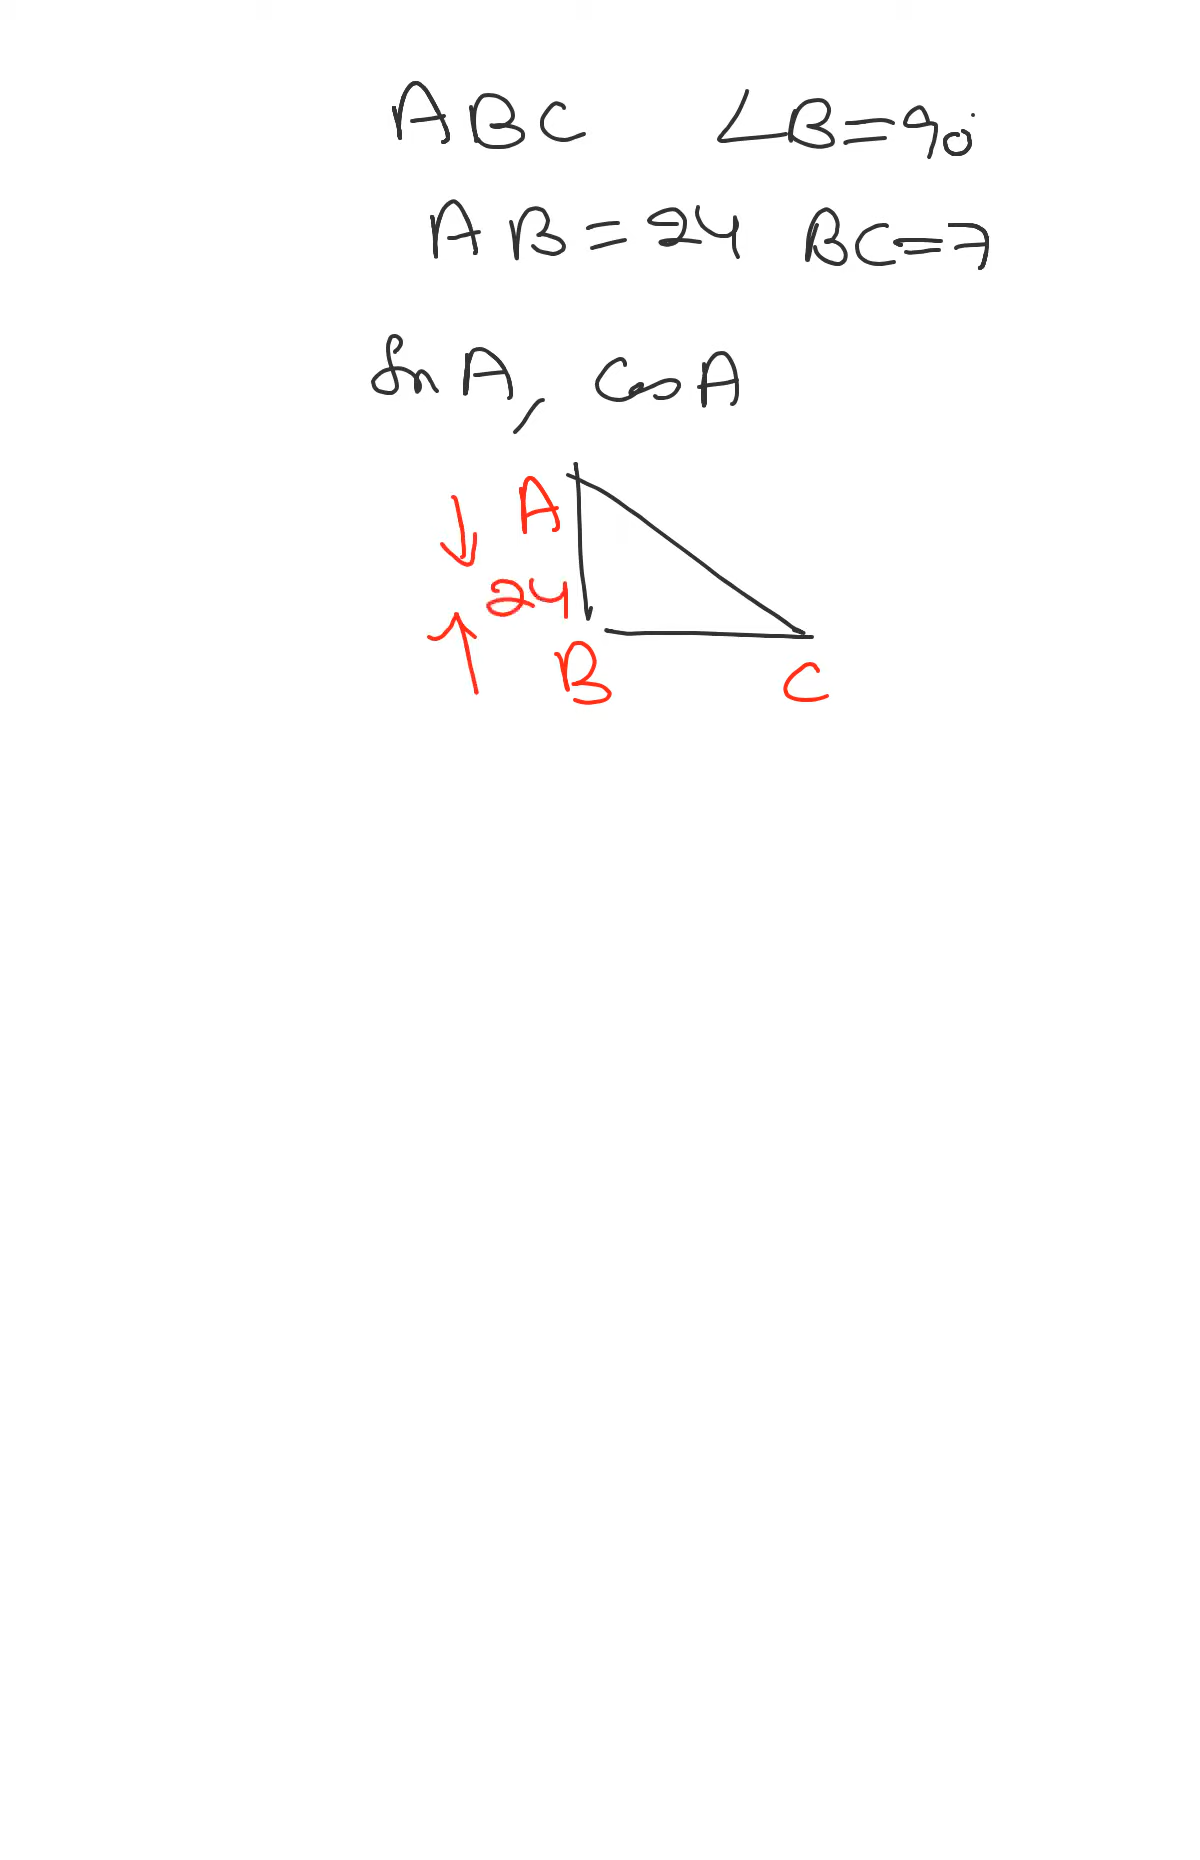 ABC ∠B=90°
AB=24 BC=7
Sin A, Cos A
A
24
B C